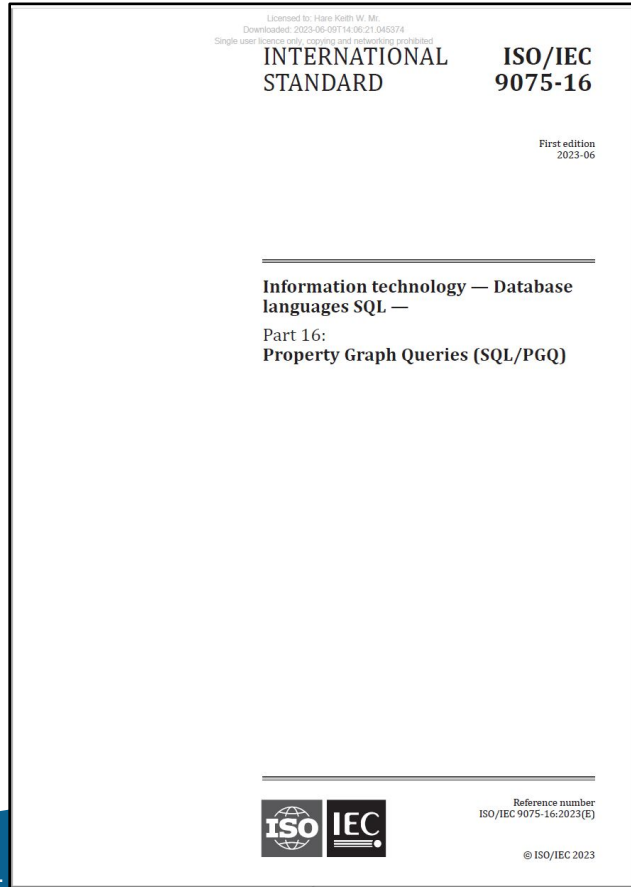 Licensed to: Hare Keith W. Mr.
Downloaded: 2023-06-09T14:06:21.045374
Single user licence only, copying and networking prohibited
INTERNATIONAL
STANDARD
ISO/IEC
9075-16
First edition
2023-06
Information technology — Database
languages SQL —
Part 16:
Property Graph Queries (SQL/PGQ)
ISO
IEC
Reference number
ISO/IEC 9075-16:2023(E)
© ISO/IEC 2023